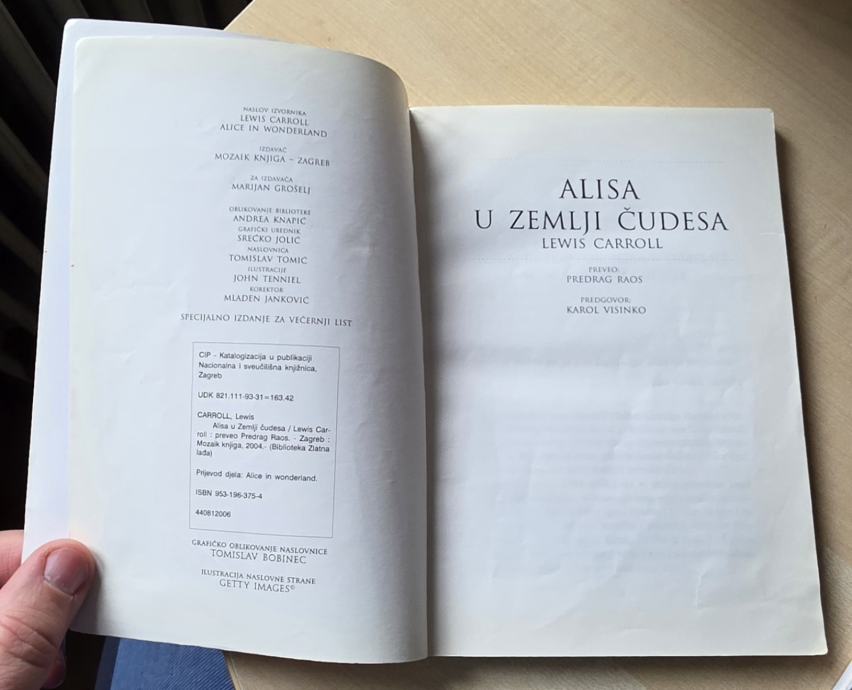 NASLOV IZVORNIKA
LEWIS CARROLL
ALICE IN WONDERLAND
IZDAVAČ
MOZAIK KNJIGA – ZAGREB
ZA IZDAVAČA
MARIJAN GROŠELJ
OBLIKOVANJE BIBLIOTEKE
ANDREA KNAPIĆ
GRAFIČKI UREDNIK
SREĆKO JOLIĆ
NASLOVNICA
TOMISLAV TOMIĆ
ILUSTRACIJE
JOHN TENNIEL
KOREKTOR
MLADEN JANKOVIĆ
SPECIJALNO IZDANJE ZA VEČERNJI LIST
CIP - Katalogizacija u publikaciji
Nacionalna i sveučilišna knjižnica,
Zagreb
UDK 821.111-93-31=163.42
CARROLL, Lewis
Alisa u Zemlji čudesa / Lewis Car-
roll : preveo Predrag Raos. - Zagreb :
Mozaik knjiga, 2004.- (Biblioteka Zlatna
lađa)
Prijevod djela: Alice in wonderland.
ISBN 953-196-375-4
440812006
GRAFIČKO OBLIKOVANJE NASLOVNICE
TOMISLAV BOBINEC
ILUSTRACIJA NASLOVNE STRANE
GETTY IMAGES©
ALISA
U ZEMLJI ČUDESA
LEWIS CARROLL
PREVEO:
PREDRAG RAOS
PREDGOVOR:
KAROL VISINKO